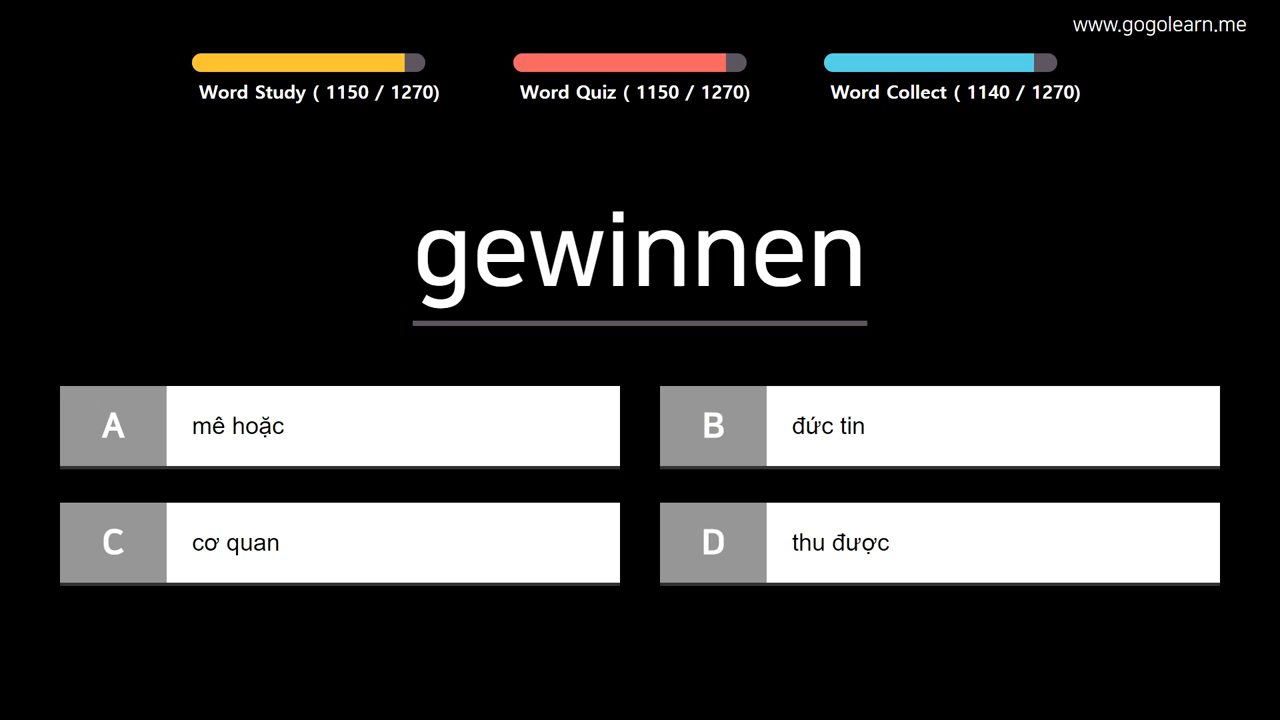 www.gogolearn.me
Word Study ( 1150 / 1270)
Word Quiz ( 1150 / 1270)
Word Collect ( 1140 / 1270)
gewinnen
A mê hoặc
B đức tin
C cơ quan
D thu được